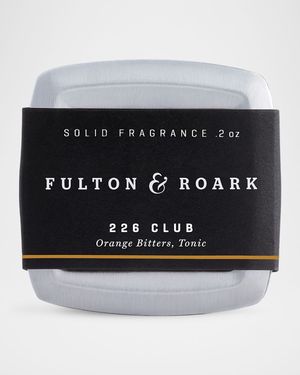 SOLID FRAGRANCE .2 oz
FULTON & ROARK
226 CLUB
Orange Bitters, Tonic